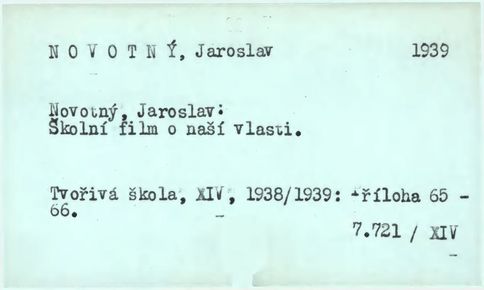 N O V O T N Ý, Jaroslav 1939
Novotný, Jaroslav:
Školní film o naší vlasti.
Tvořivá škola, XIV, 1938/1939: příloha 65 -
66.
7.721 / XIV